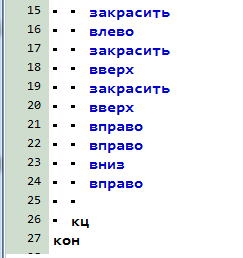 15 закрасить
16 влево
17 закрасить
18 вверх
19 закрасить
20 вверх
21 вправо
22 вправо
23 вниз
24 вправо
25
26 кц
27 кон